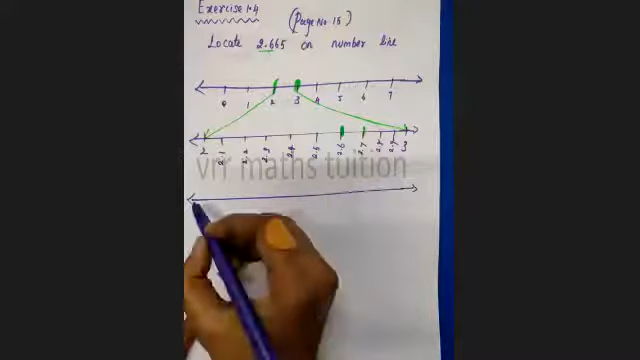 Exercise 1.4
(Page No 15)
Locate 2.665 on number line
0 1 2 3 4 5 6 7
2 2.1 2.2 2.3 2.4 2.5 2.6 2.7 2.8 2.9 3
vrr maths tuition